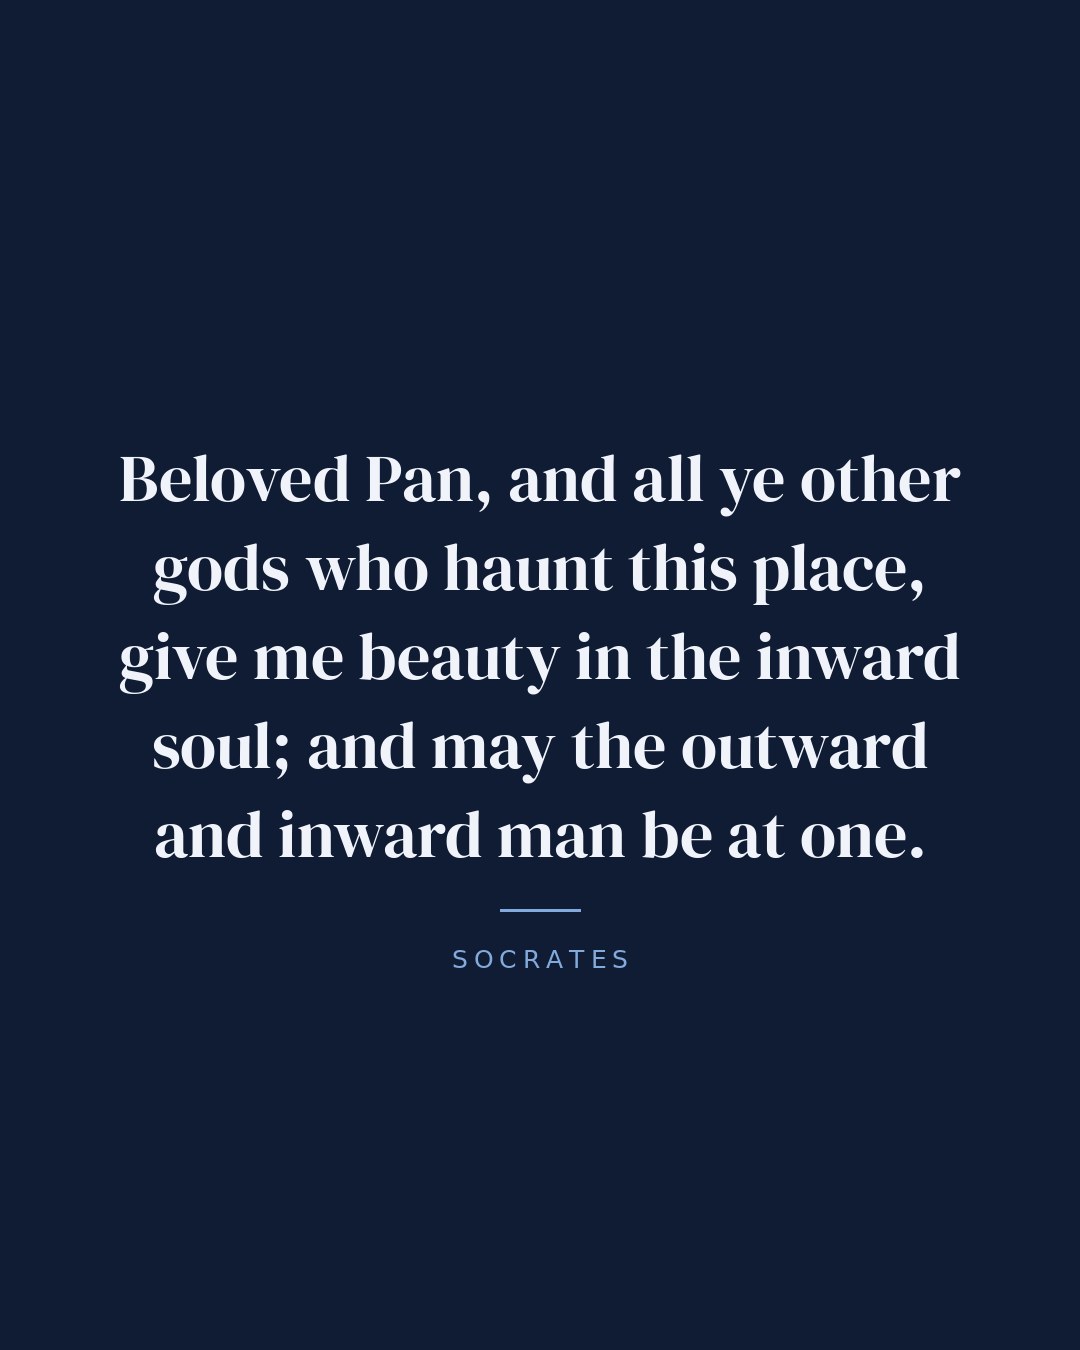 Beloved Pan, and all ye other
gods who haunt this place,
give me beauty in the inward
soul; and may the outward
and inward man be at one.
SOCRATES